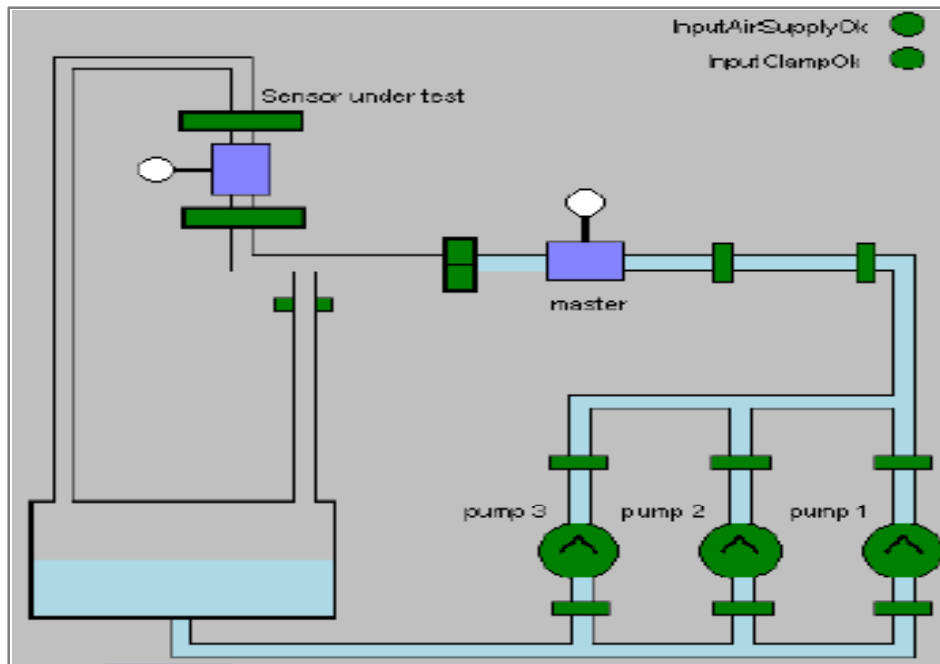 InputAirSupplyOk
InputClampOk
Sensor under test
master
pump 3
pump 2
pump 1